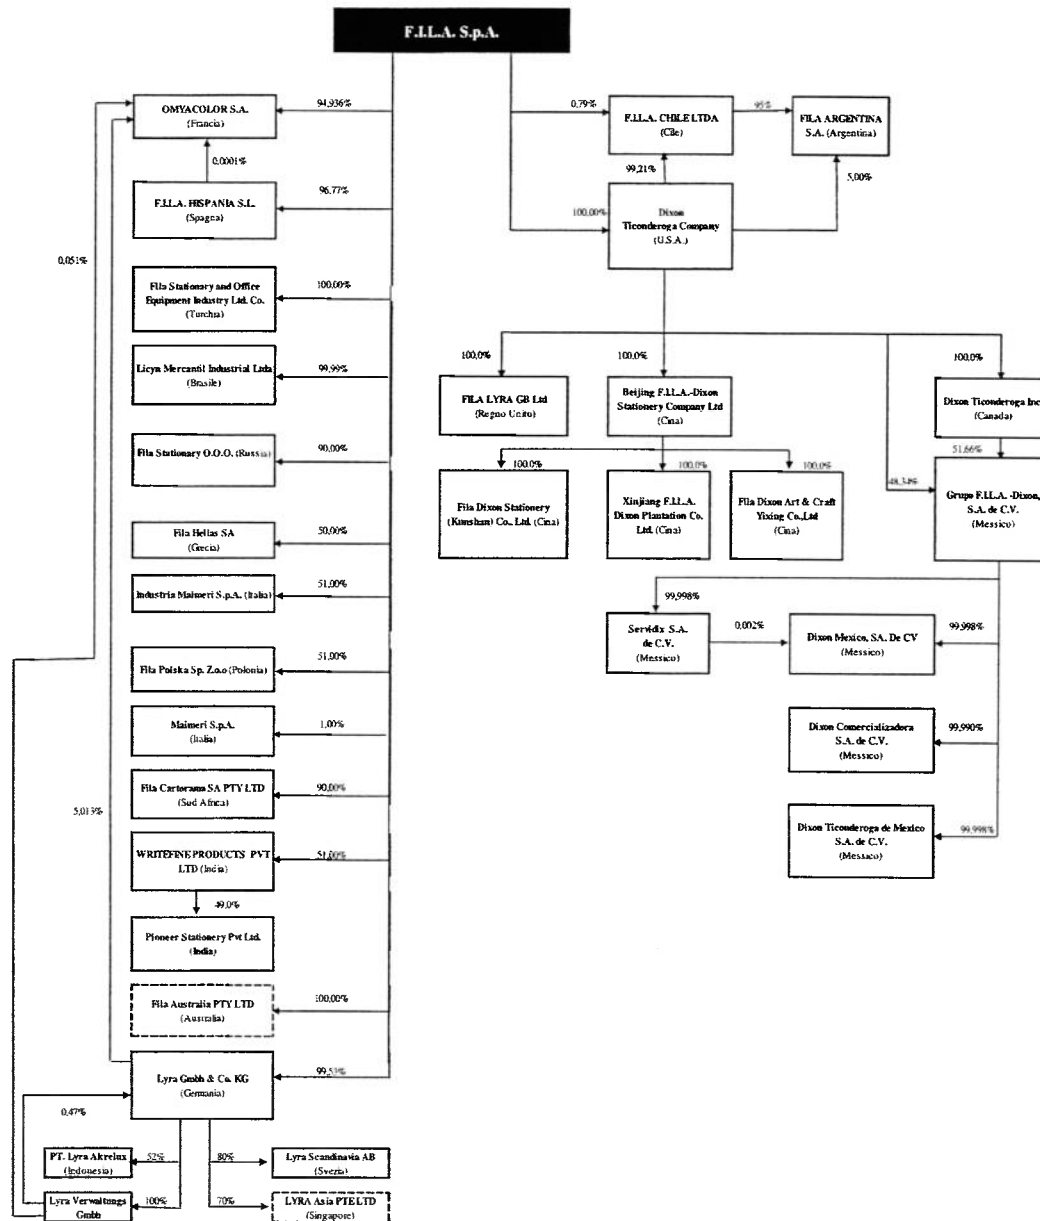 F.I.L.A. S.p.A.
OMYACOLOR S.A.
(Francia)
94,936%
0,0001%
F.I.L.A. HISPANIA S.L.
(Spagna)
96,77%
0,051%
Fila Stationary and Office
Equipment Industry Ltd. Co.
(Turchia)
100,00%
Licyn Mercantil Industrial Ltda
(Brasile)
99,99%
Fila Stationary O.O.O. (Russia)
90,00%
Fila Hellas SA
(Grecia)
50,00%
Industria Maimeri S.p.A. (Italia)
51,00%
Fila Polska Sp. Z.o.o (Polonia)
51,00%
Maimeri S.p.A.
(Italia)
1,00%
Fila Cartorama SA PTY LTD
(Sud Africa)
90,00%
5,013%
WRITEFINE PRODUCTS PVT
LTD (India)
51,00%
49,0%
Pioneer Stationery Pvt Ltd.
(India)
Fila Australia PTY LTD
(Australia)
100,00%
Lyra Gmbh & Co. KG
(Germania)
99,53%
0,47%
PT. Lyra Akrelux
(Indonesia)
52%
80%
Lyra Scandinavia AB
(Svezia)
Lyra Verwaltungs
Gmbh
100%
70%
LYRA Asia PTE LTD
(Singapore)
0,79%
F.I.L.A. CHILE LTDA
(Cile)
95%
FILA ARGENTINA
S.A. (Argentina)
99,21%
5,00%
100,00%
Dixon
Ticonderoga Company
(U.S.A.)
100,0%
100,0%
100,0%
FILA LYRA GB Ltd
(Regno Unito)
Beijing F.I.L.A.-Dixon
Stationery Company Ltd
(Cina)
Dixon Ticonderoga Inc
(Canada)
100,0%
100,0%
100,0%
51,66%
48,34%
Fila Dixon Stationery
(Kunshan) Co., Ltd. (Cina)
Xinjiang F.I.L.A.
Dixon Plantation Co.
Ltd. (Cina)
Fila Dixon Art & Craft
Yixing Co.,Ltd
(Cina)
Grupo F.I.L.A. -Dixon,
S.A. de C.V.
(Messico)
99,998%
Servidix S.A.
de C.V.
(Messico)
0,002%
Dixon Mexico, SA. De CV
(Messico)
99,998%
Dixon Comercializadora
S.A. de C.V.
(Messico)
99,990%
Dixon Ticonderoga de Mexico
S.A. de C.V.
(Messico)
99,998%